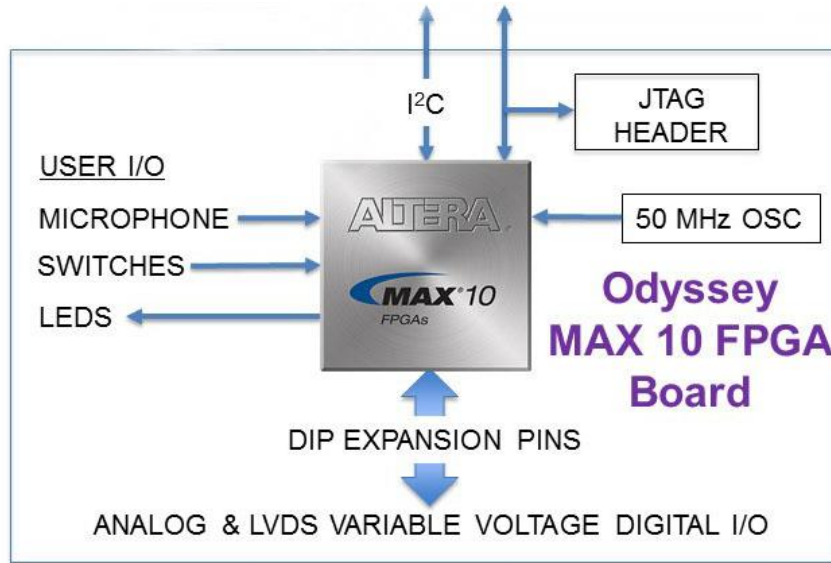 I²C
JTAG
HEADER
USER I/O
MICROPHONE
SWITCHES
LEDS
ALTERA
MAX® 10
FPGAs
50 MHz OSC
Odyssey
MAX 10 FPGA
Board
DIP EXPANSION PINS
ANALOG & LVDS VARIABLE VOLTAGE DIGITAL I/O